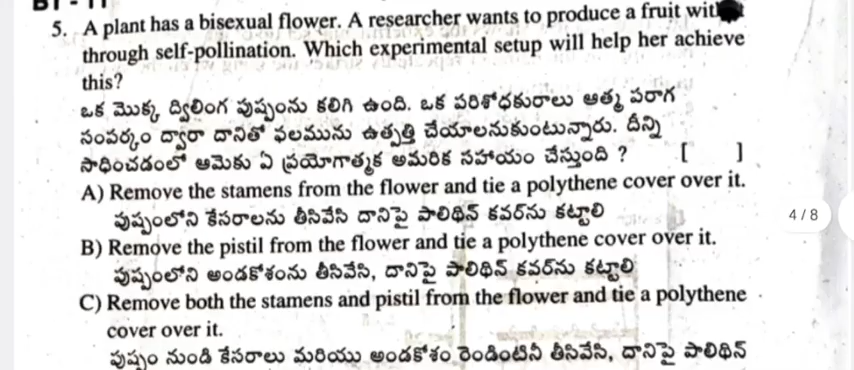 5. A plant has a bisexual flower. A researcher wants to produce a fruit
through self-pollination. Which experimental setup will help her achieve
this?
ఒక మొక్క ద్విలింగ పుష్పంను కలిగి ఉంది. ఒక పరిశోధకురాలు ఆత్మ పరాగ
సంపర్కం ద్వారా దానితో ఫలమును ఉత్పత్తి చేయాలనుకుంటున్నారు. దీన్ని
సాధించడంలో ఆమెకు ఏ ప్రయోగాత్మక అమరిక సహాయం చేస్తుంది ? [ ]
A) Remove the stamens from the flower and tie a polythene cover over it.
పుష్పంలోని కేసరాలను తీసివేసి దానిపై పాలిథిన్ కవర్‌ను కట్టాలి
4 / 8
B) Remove the pistil from the flower and tie a polythene cover over it.
పుష్పంలోని అండకోశంను తీసివేసి, దానిపై పాలిథిన్ కవర్‌ను కట్టాలి
C) Remove both the stamens and pistil from the flower and tie a polythene
cover over it.
పుష్పం నుండి కేసరాలు మరియు అండకోశం రెండింటినీ తీసివేసి, దానిపై పాలిథిన్